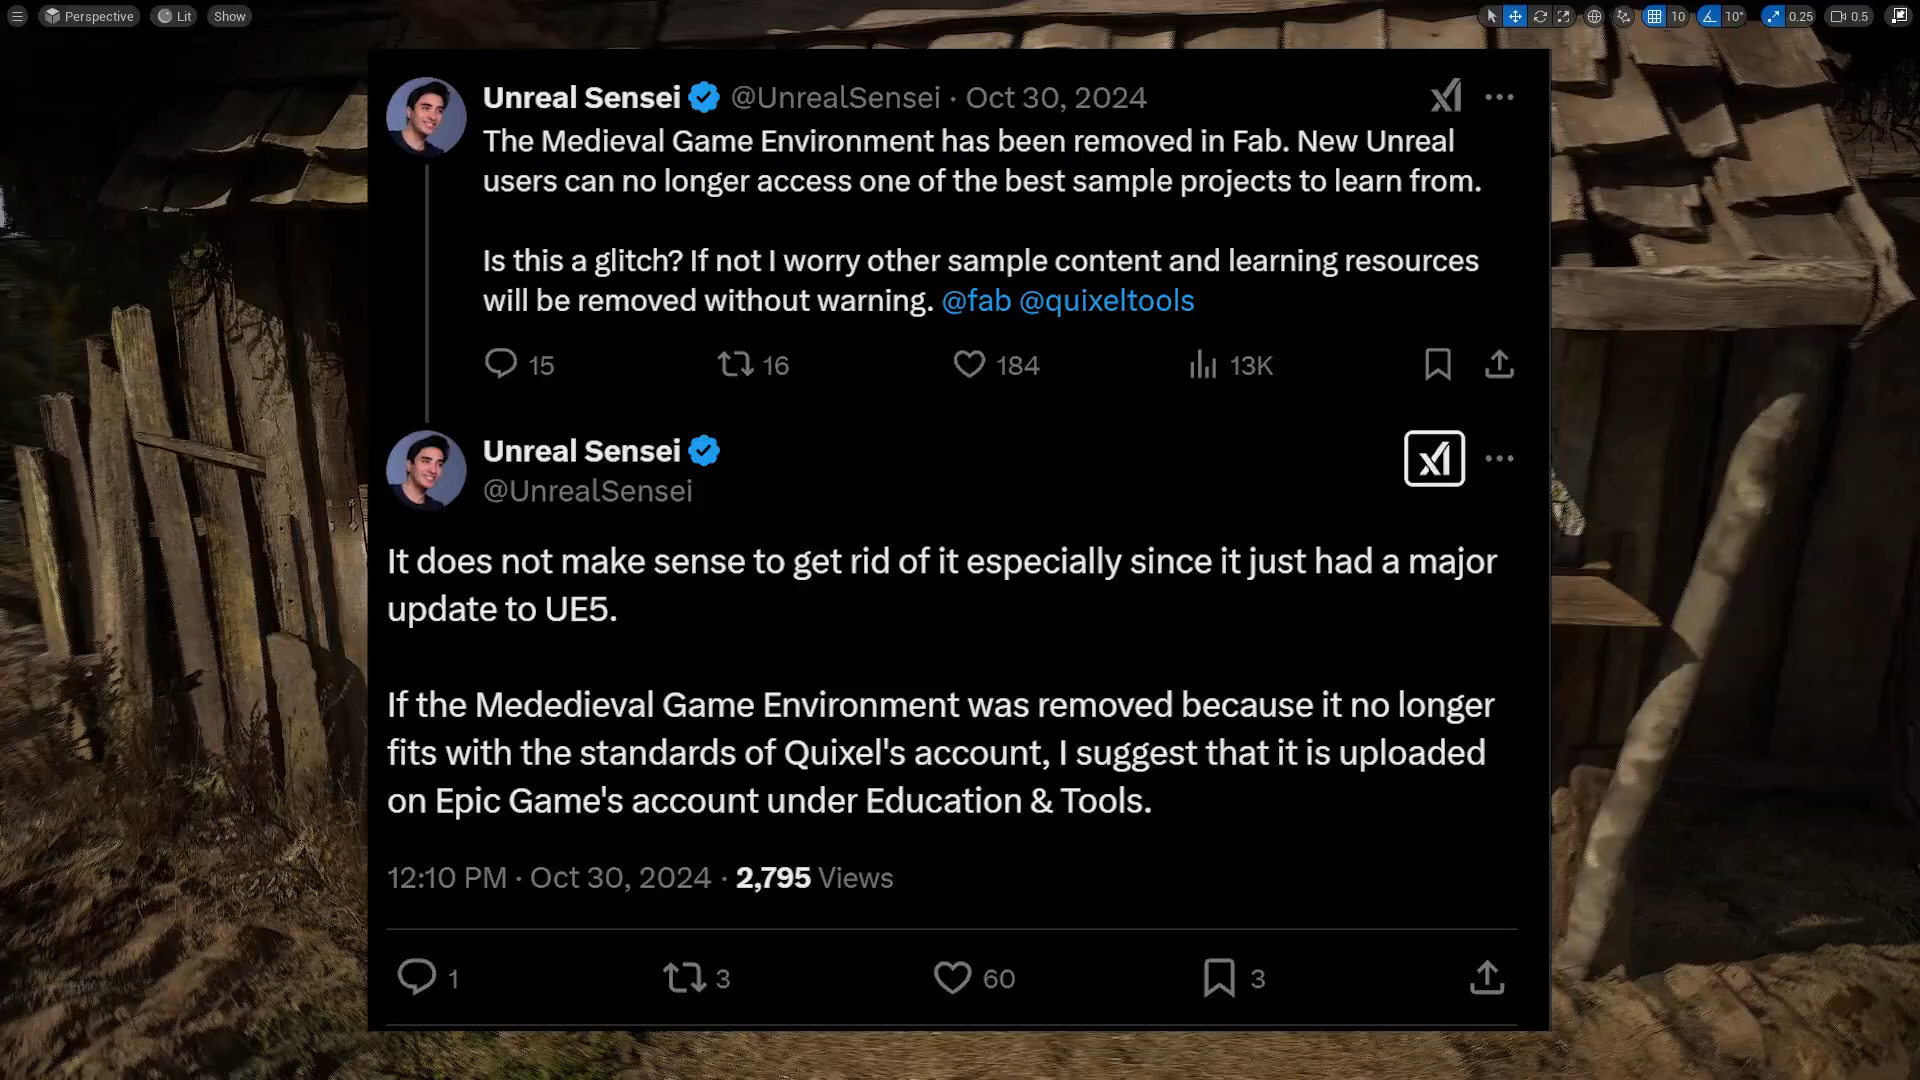 Perspective Lit Show 10 10° 0.25 0.5
Unreal Sensei @UnrealSensei · Oct 30, 2024
The Medieval Game Environment has been removed in Fab. New Unreal
users can no longer access one of the best sample projects to learn from.
Is this a glitch? If not I worry other sample content and learning resources
will be removed without warning. @fab @quixeltools
15 16 184 13K
Unreal Sensei
@UnrealSensei
It does not make sense to get rid of it especially since it just had a major
update to UE5.
If the Mededieval Game Environment was removed because it no longer
fits with the standards of Quixel's account, I suggest that it is uploaded
on Epic Game's account under Education & Tools.
12:10 PM · Oct 30, 2024 · 2,795 Views
1 3 60 3